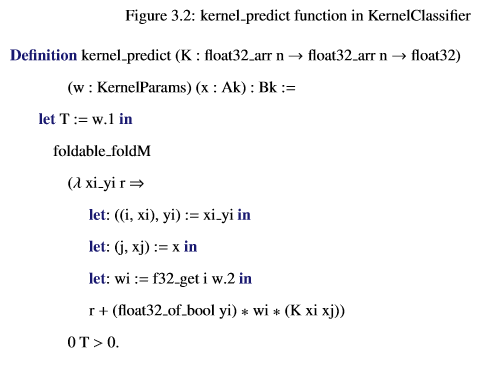 Figure 3.2: kernel_predict function in KernelClassifier
Definition kernel_predict (K : float32_arr n → float32_arr n → float32)
(w : KernelParams) (x : Ak) : Bk :=
let T := w.1 in
foldable_foldM
(λ xi_yi r ⇒
let: ((i, xi), yi) := xi_yi in
let: (j, xj) := x in
let: wi := f32_get i w.2 in
r + (float32_of_bool yi) ∗ wi ∗ (K xi xj))
0 T > 0.